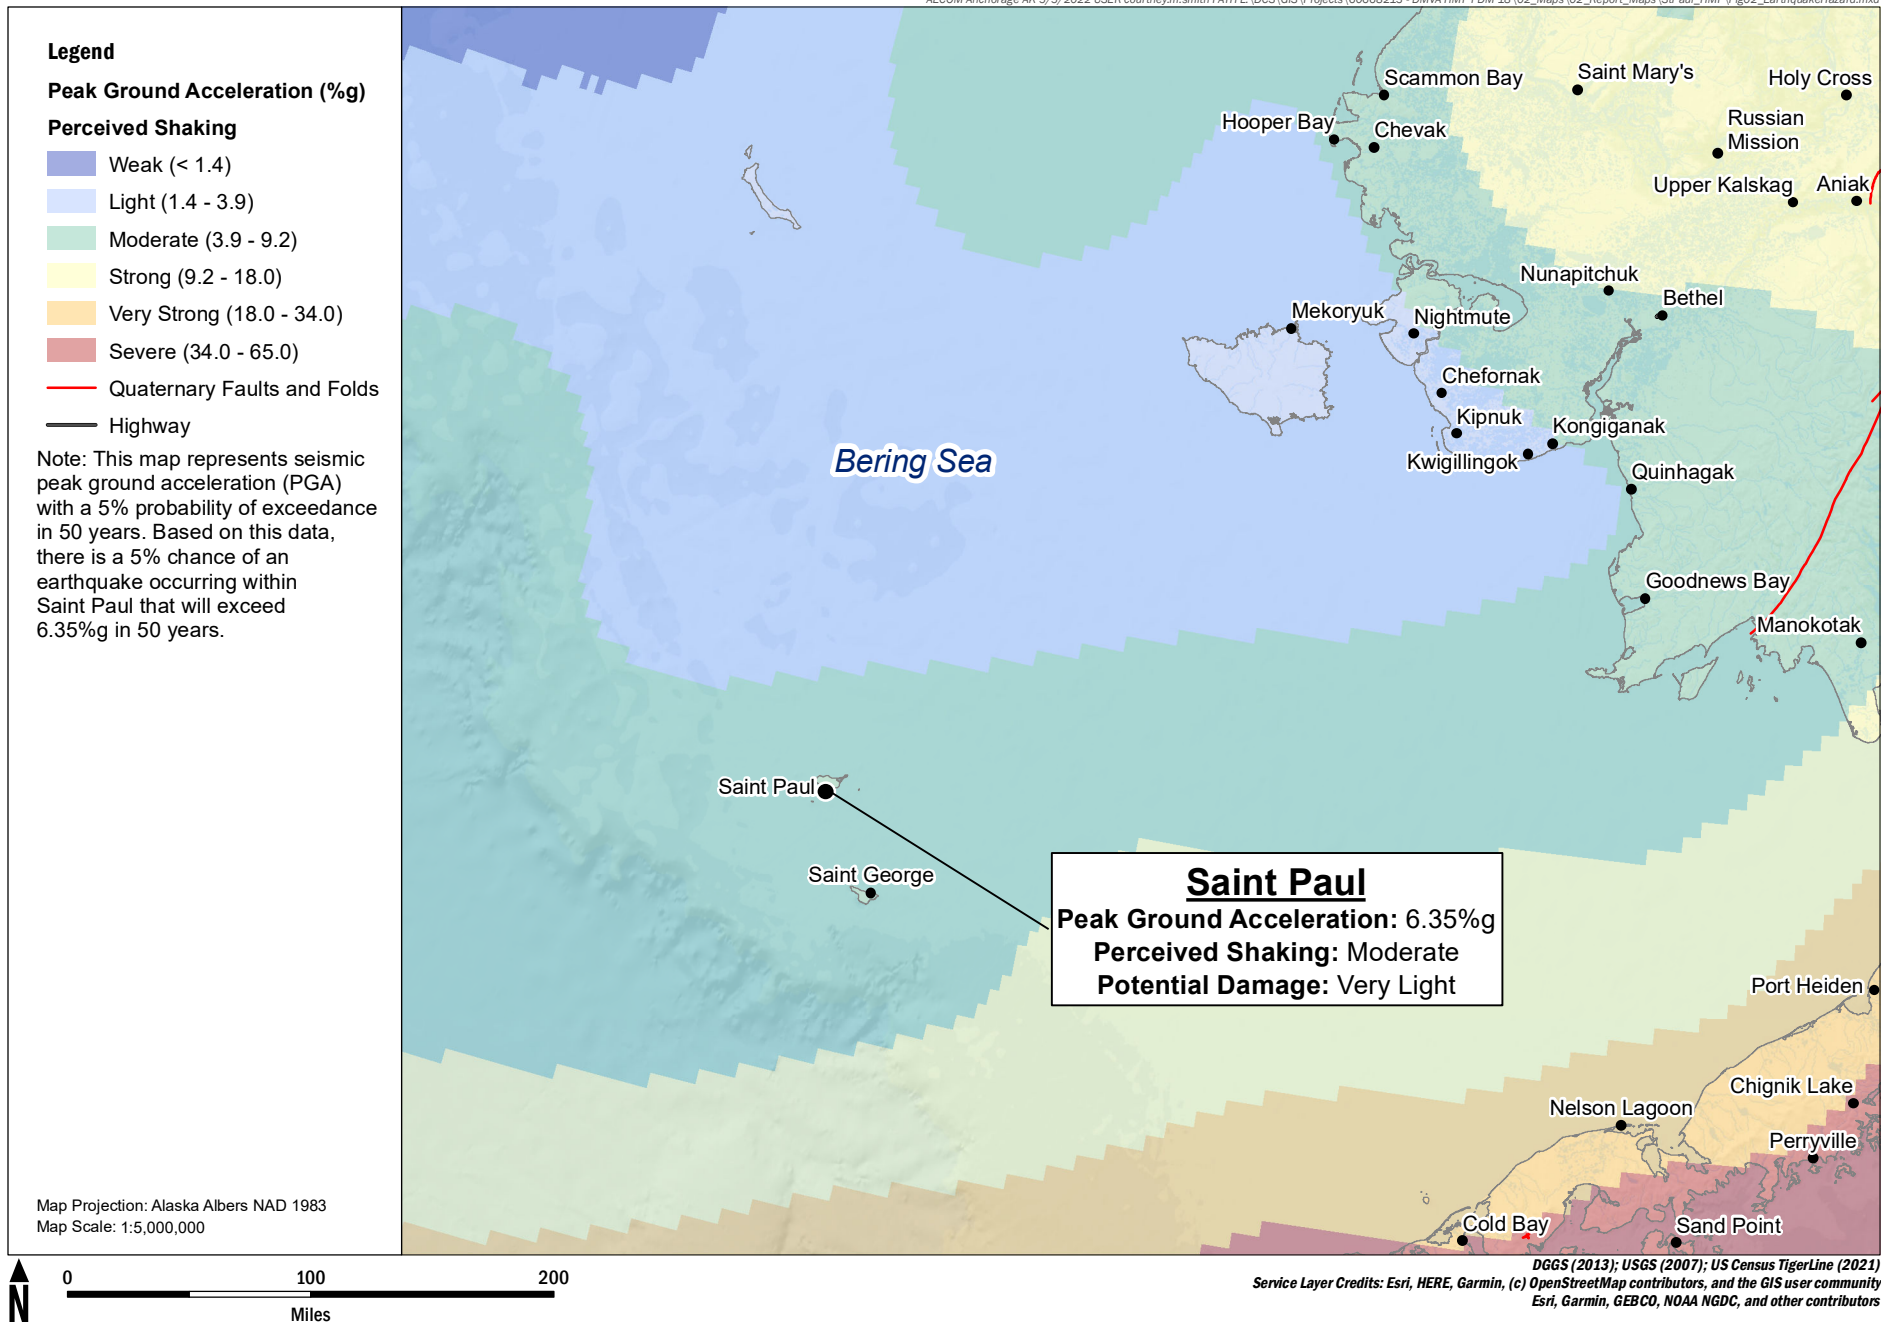 Legend
Peak Ground Acceleration (%g)
Perceived Shaking
Weak (< 1.4)
Light (1.4 - 3.9)
Moderate (3.9 - 9.2)
Strong (9.2 - 18.0)
Very Strong (18.0 - 34.0)
Severe (34.0 - 65.0)
Quaternary Faults and Folds
Highway
Note: This map represents seismic
peak ground acceleration (PGA)
with a 5% probability of exceedance
in 50 years. Based on this data,
there is a 5% chance of an
earthquake occurring within
Saint Paul that will exceed
6.35%g in 50 years.
Map Projection: Alaska Albers NAD 1983
Map Scale: 1:5,000,000
Scammon Bay
Saint Mary's
Holy Cross
Hooper Bay
Chevak
Russian
Mission
Upper Kalskag
Aniak
Nunapitchuk
Bethel
Mekoryuk
Nightmute
Chefornak
Kipnuk
Kongiganak
Kwigillingok
Bering Sea
Quinhagak
Goodnews Bay
Manokotak
Saint Paul
Saint George
Saint Paul
Peak Ground Acceleration: 6.35%g
Perceived Shaking: Moderate
Potential Damage: Very Light
Port Heiden
Chignik Lake
Nelson Lagoon
Perryville
Cold Bay
Sand Point
N
0 100 200
Miles
DGGS (2013); USGS (2007); US Census TigerLine (2021)
Service Layer Credits: Esri, HERE, Garmin, (c) OpenStreetMap contributors, and the GIS user community
Esri, Garmin, GEBCO, NOAA NGDC, and other contributors